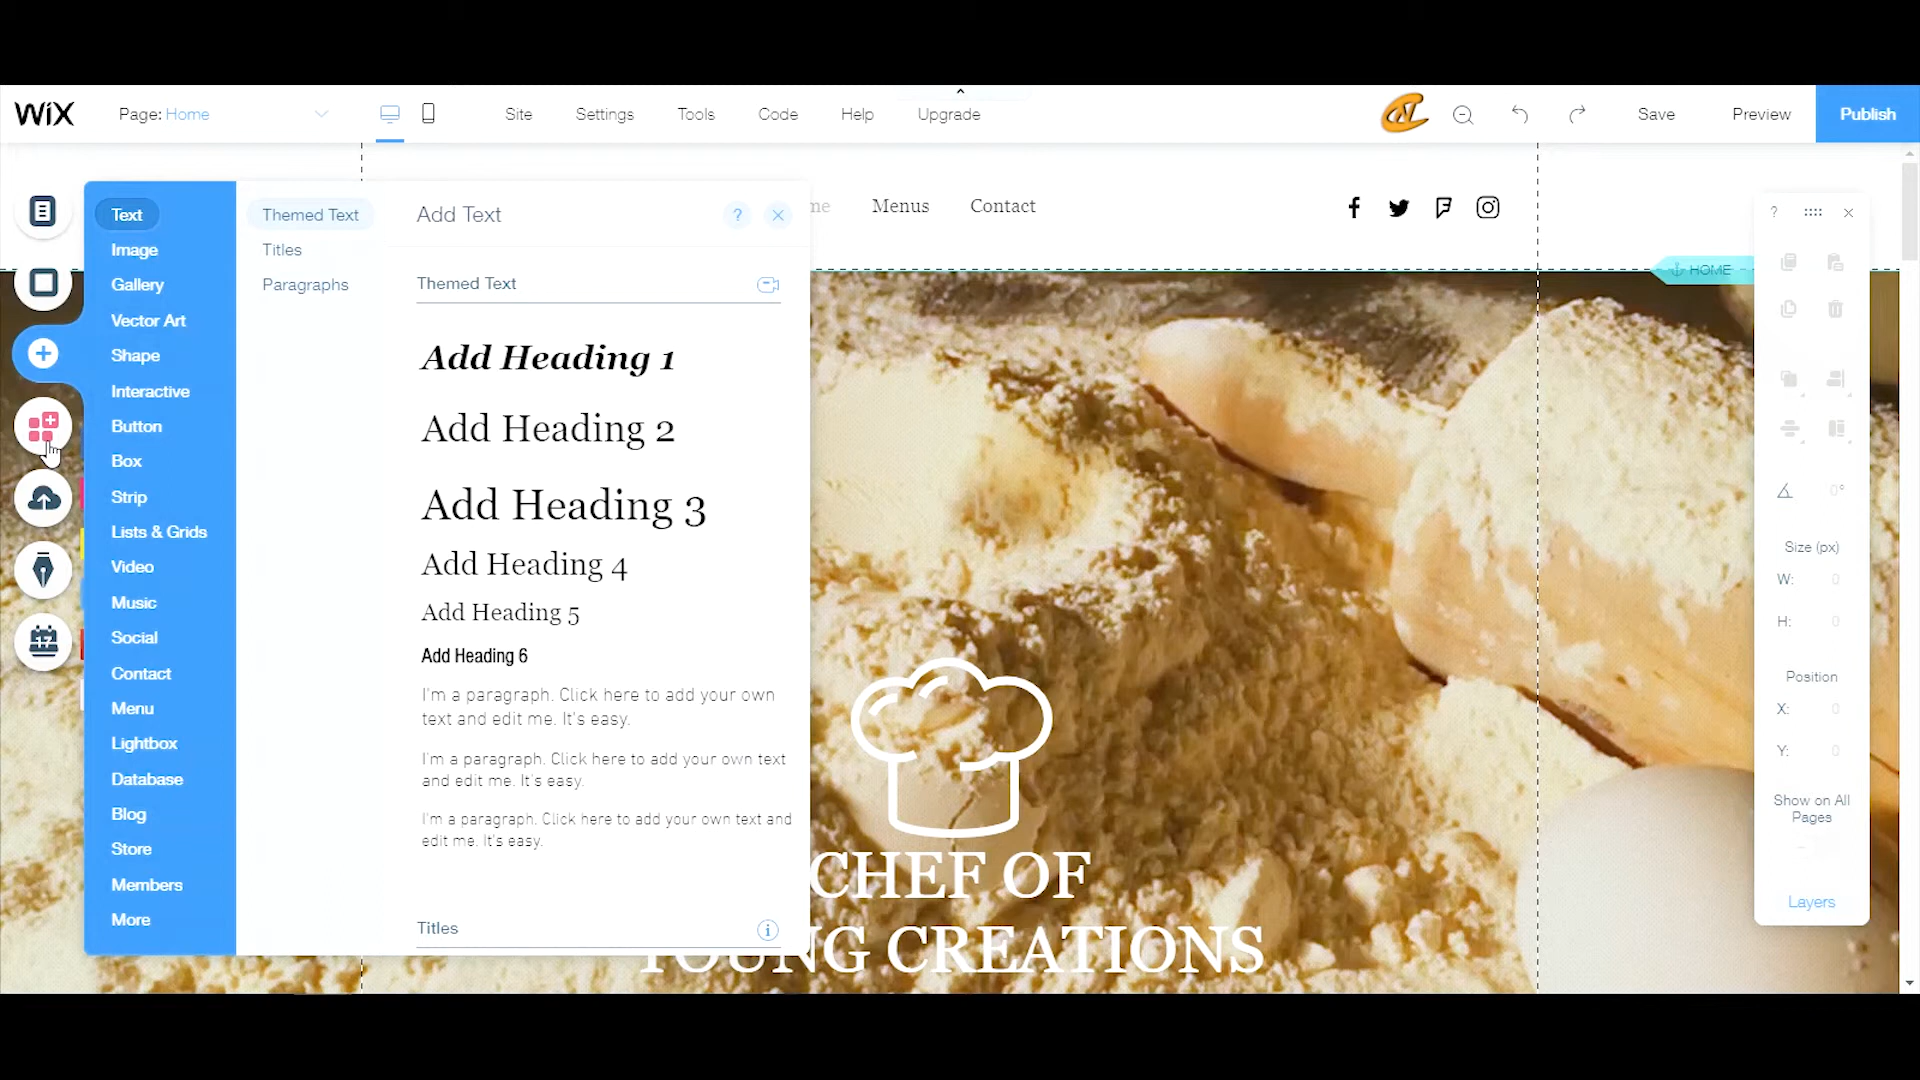 WiX
Page: Home
Site
Settings
Tools
Code
Help
Upgrade
Save
Preview
Publish
Text
Image
Gallery
Vector Art
Shape
Interactive
Button
Box
Strip
Lists & Grids
Video
Music
Social
Contact
Menu
Lightbox
Database
Blog
Store
Members
More
Themed Text
Titles
Paragraphs
Add Text
?
Themed Text
Add Heading 1
Add Heading 2
Add Heading 3
Add Heading 4
Add Heading 5
Add Heading 6
I'm a paragraph. Click here to add your own
text and edit me. It's easy.
I'm a paragraph. Click here to add your own text
and edit me. It's easy.
I'm a paragraph. Click here to add your own text and
edit me. It's easy.
Titles
Menus
Contact
HOME
CHEF OF
YOUNG CREATIONS
?
0°
Size (px)
W: 0
H: 0
Position
X: 0
Y: 0
Show on All
Pages
Layers